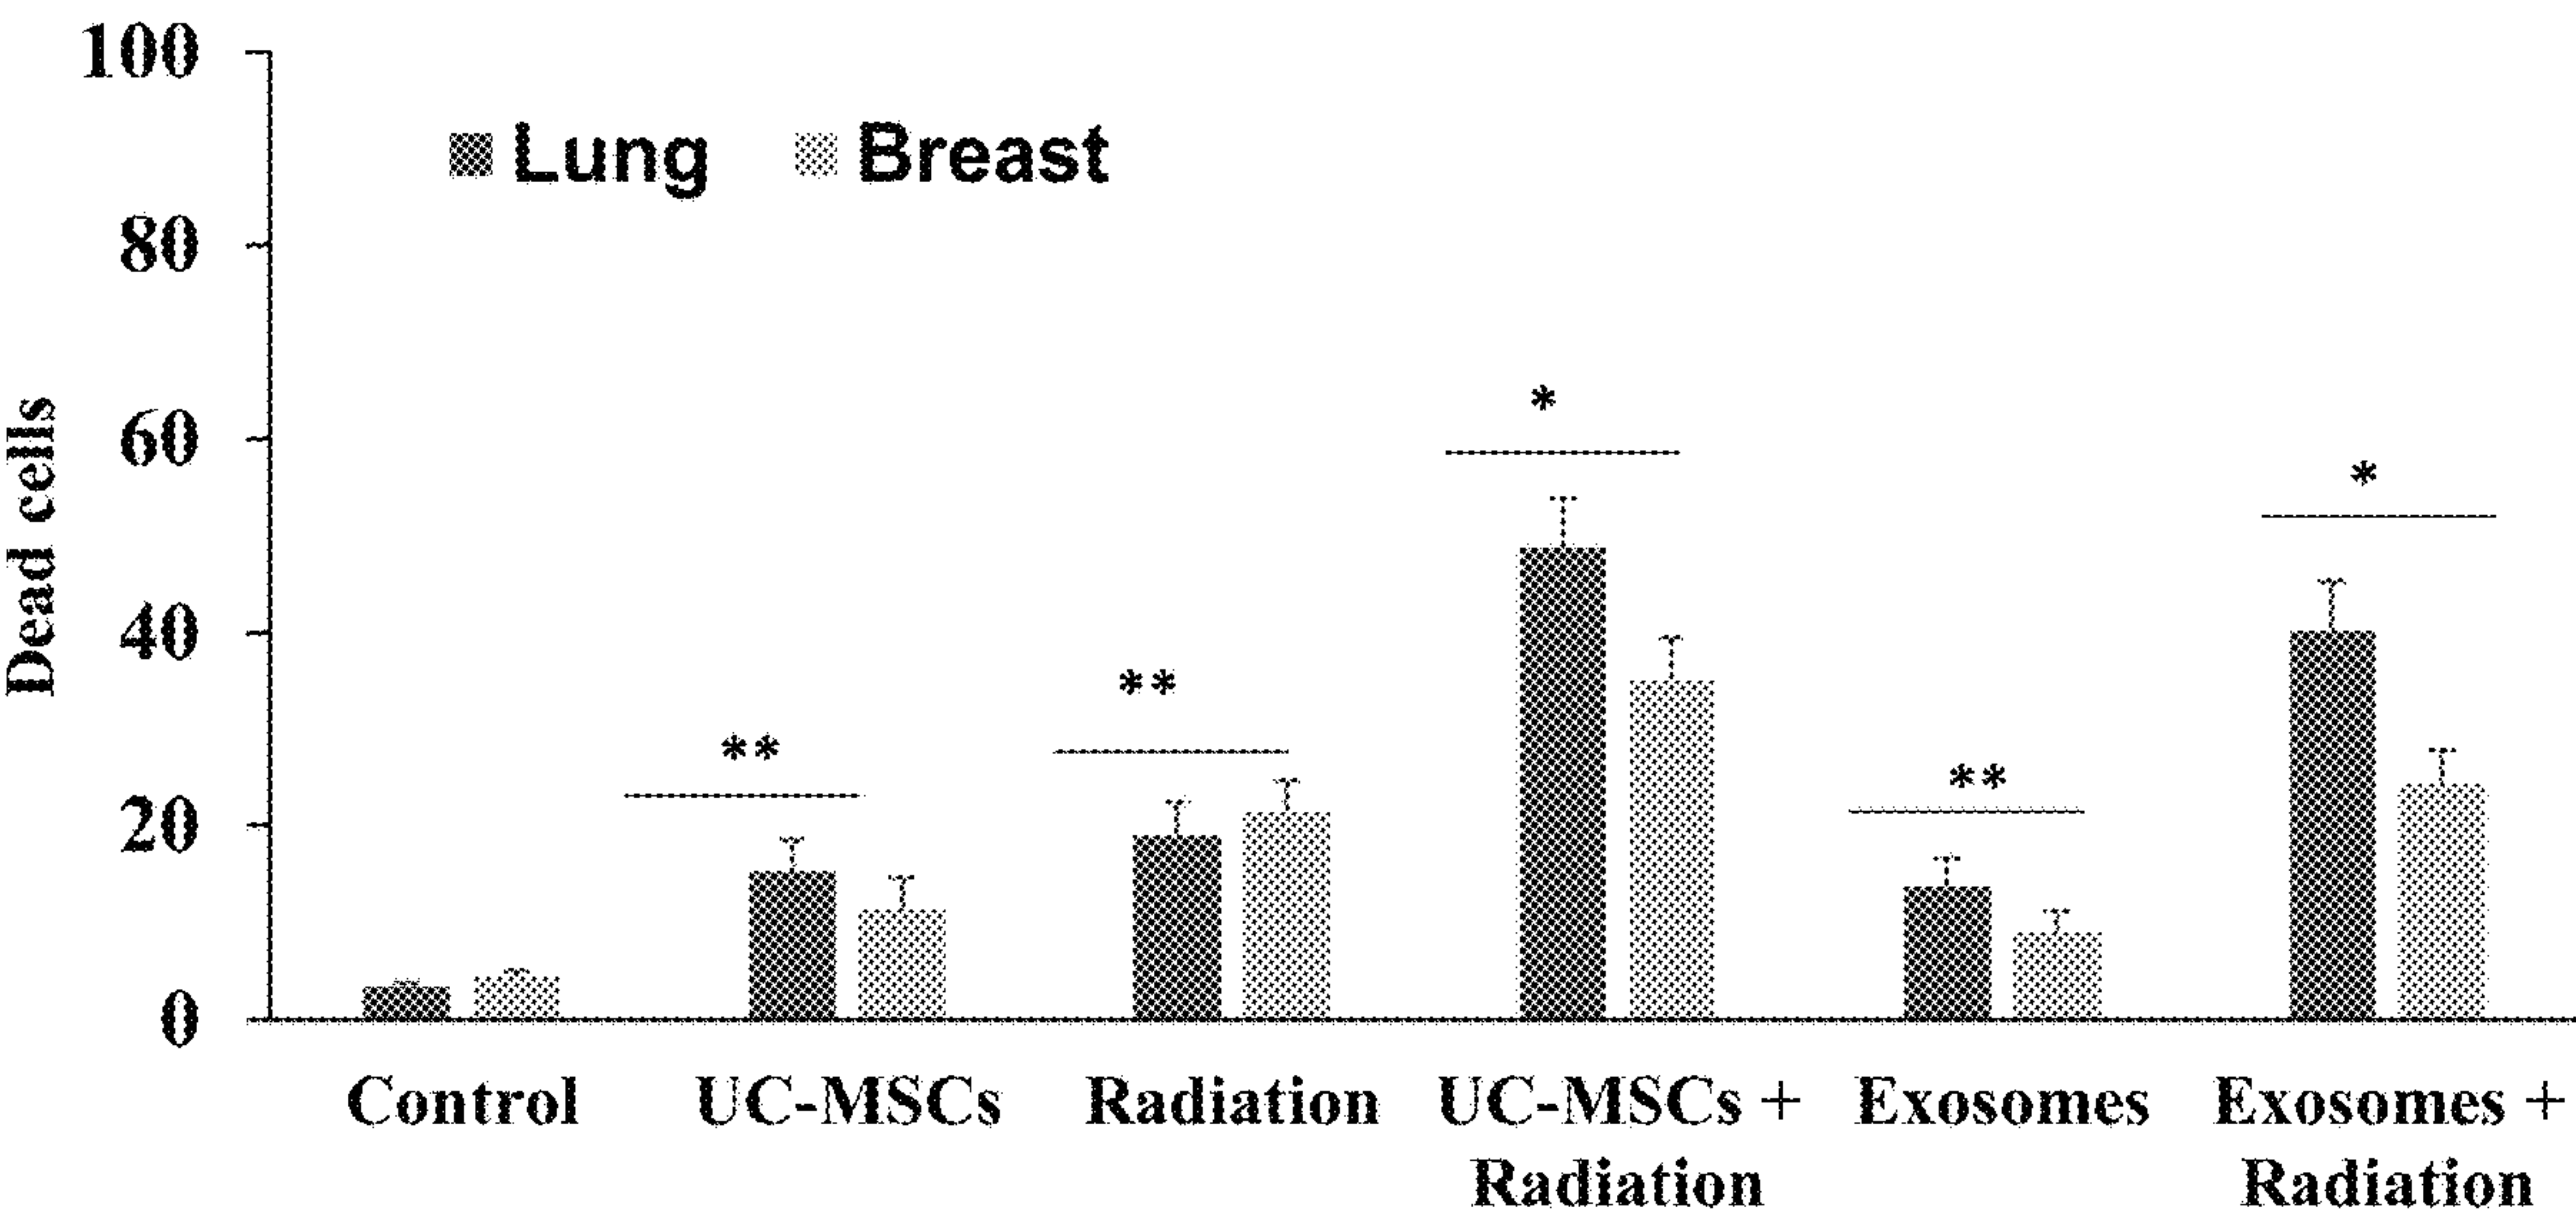 100
Lung Breast
80
60
40
20
0
Dead cells
*
*
**
**
**
Control UC-MSCs Radiation UC-MSCs + Exosomes Exosomes +
Radiation Radiation